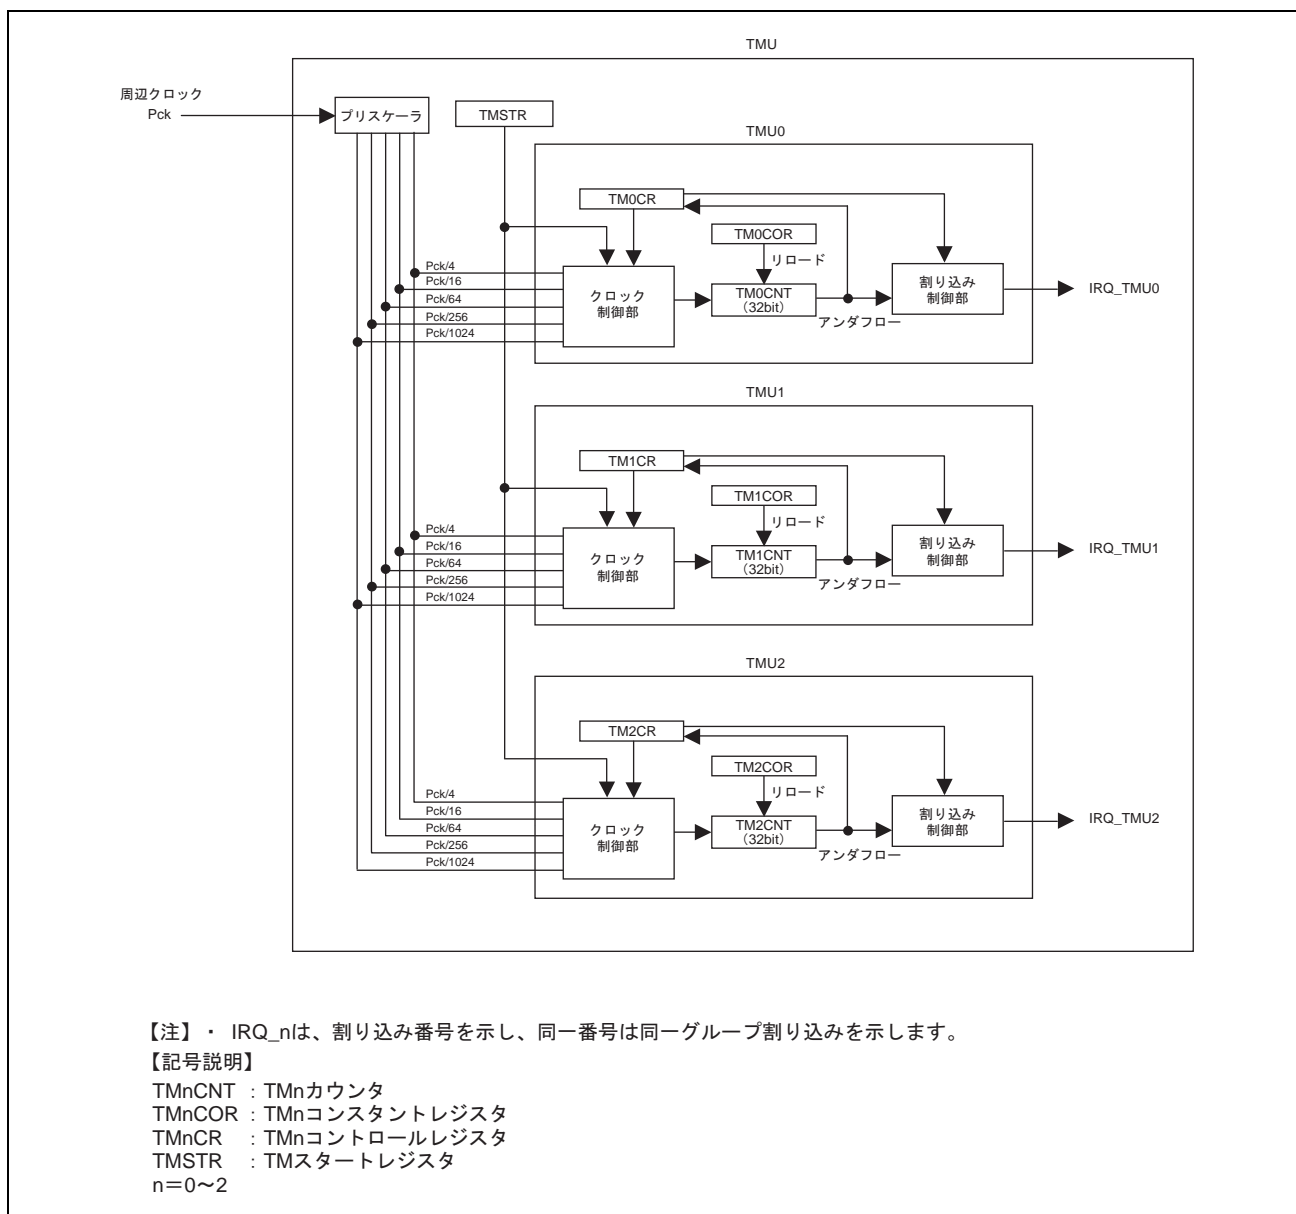 TMU
周辺クロック
Pck
プリスケーラ
TMSTR
TMU0
TM0CR
TM0COR
リロード
Pck/4
Pck/16
Pck/64
Pck/256
Pck/1024
クロック
制御部
TM0CNT
(32bit)
アンダフロー
割り込み
制御部
IRQ_TMU0
TMU1
TM1CR
TM1COR
リロード
Pck/4
Pck/16
Pck/64
Pck/256
Pck/1024
クロック
制御部
TM1CNT
(32bit)
アンダフロー
割り込み
制御部
IRQ_TMU1
TMU2
TM2CR
TM2COR
リロード
Pck/4
Pck/16
Pck/64
Pck/256
Pck/1024
クロック
制御部
TM2CNT
(32bit)
アンダフロー
割り込み
制御部
IRQ_TMU2
【注】・ IRQ_nは、割り込み番号を示し、同一番号は同一グループ割り込みを示します。
【記号説明】
TMnCNT : TMnカウンタ
TMnCOR : TMnコンスタントレジスタ
TMnCR : TMnコントロールレジスタ
TMSTR : TMスタートレジスタ
n=0〜2